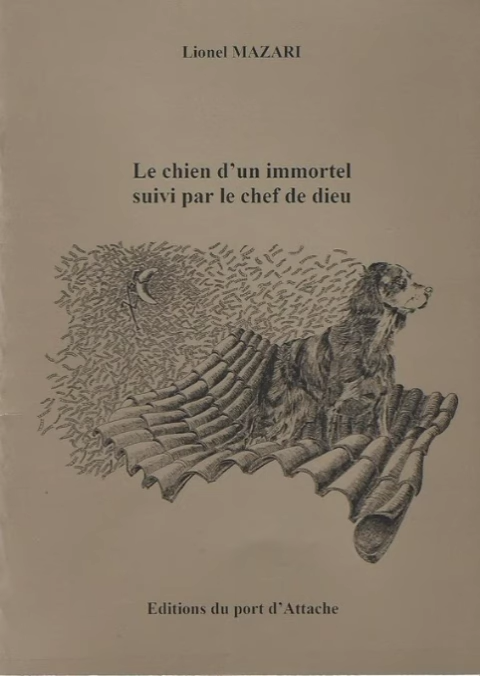 Lionel MAZARI
Le chien d'un immortel
suivi par le chef de dieu
Editions du port d'Attache